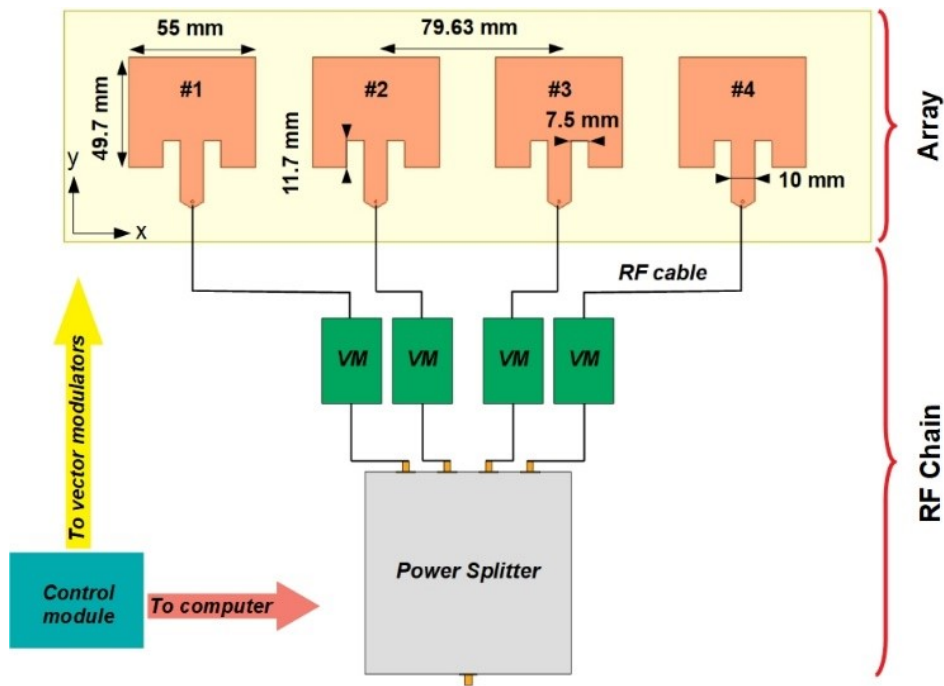 55 mm
79.63 mm
#1
#2
#3
#4
49.7 mm
11.7 mm
7.5 mm
10 mm
y
x
Array
RF cable
VM
VM
VM
VM
To vector modulators
RF Chain
Power Splitter
Control
module
To computer